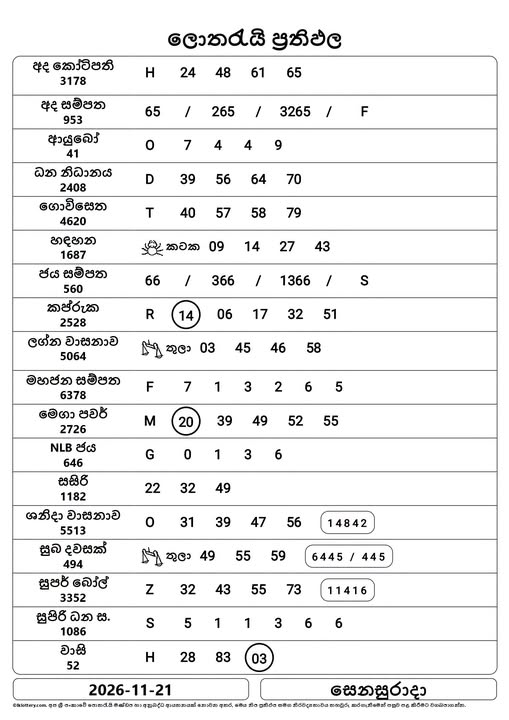 ලොතරැයි ප්‍රතිඵල
අද කෝටිපති
3178
H 24 48 61 65
අද සම්පත
953
65 / 265 / 3265 / F
ආයුබෝ
41
O 7 4 4 9
ධන නිධානය
2408
D 39 56 64 70
ගොවිසෙත
4620
T 40 57 58 79
හඳහන
1687
කටක 09 14 27 43
ජය සම්පත
560
66 / 366 / 1366 / S
කප්රුක
2528
R 14 06 17 32 51
ලග්න වාසනාව
5064
තුලා 03 45 46 58
මහජන සම්පත
6378
F 7 1 3 2 6 5
මෙගා පවර්
2726
M 20 39 49 52 55
NLB ජය
646
G 0 1 3 6
සසිරි
1182
22 32 49
ශනිදා වාසනාව
5513
O 31 39 47 56 14842
සුබ දවසක්
494
තුලා 49 55 59 6445 / 445
සුපර් බෝල්
3352
Z 32 43 55 73 11416
සුපිරි ධන ස.
1086
S 5 1 1 3 6 6
වාසි
52
H 28 83 03
2026-11-21
සෙනසුරාදා